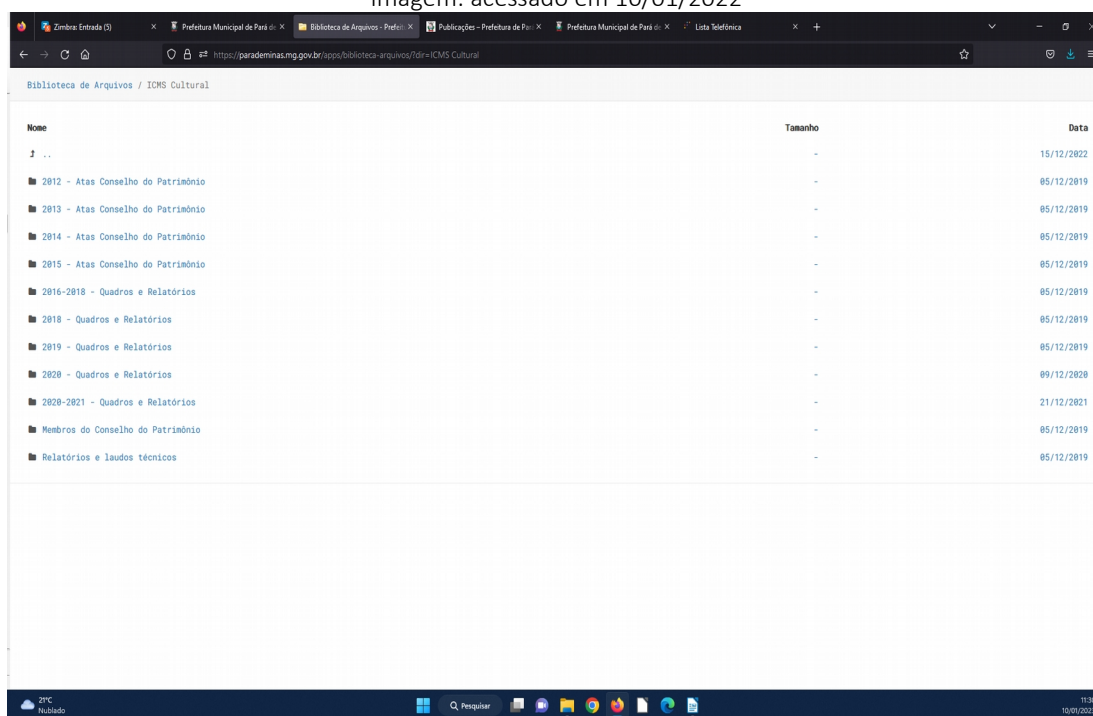 Imagem: acessado em 10/01/2022
Zimbra: Entrada (5) Prefeitura Municipal de Pará de Biblioteca de Arquivos - Prefeit Publicações – Prefeitura de Par Prefeitura Municipal de Pará de Lista Telefônica
https://parademinas.mg.gov.br/apps/biblioteca-arquivos/?dir=ICMS Cultural
Biblioteca de Arquivos / ICMS Cultural
Nome Tamanho Data
.. - 15/12/2022
2012 - Atas Conselho do Patrimônio - 05/12/2019
2013 - Atas Conselho do Patrimônio - 05/12/2019
2014 - Atas Conselho do Patrimônio - 05/12/2019
2015 - Atas Conselho do Patrimônio - 05/12/2019
2016-2018 - Quadros e Relatórios - 05/12/2019
2018 - Quadros e Relatórios - 05/12/2019
2019 - Quadros e Relatórios - 05/12/2019
2020 - Quadros e Relatórios - 09/12/2020
2020-2021 - Quadros e Relatórios - 21/12/2021
Membros do Conselho do Patrimônio - 05/12/2019
Relatórios e laudos técnicos - 05/12/2019
21°C
Nublado
Pesquisar
11:3
10/01/202